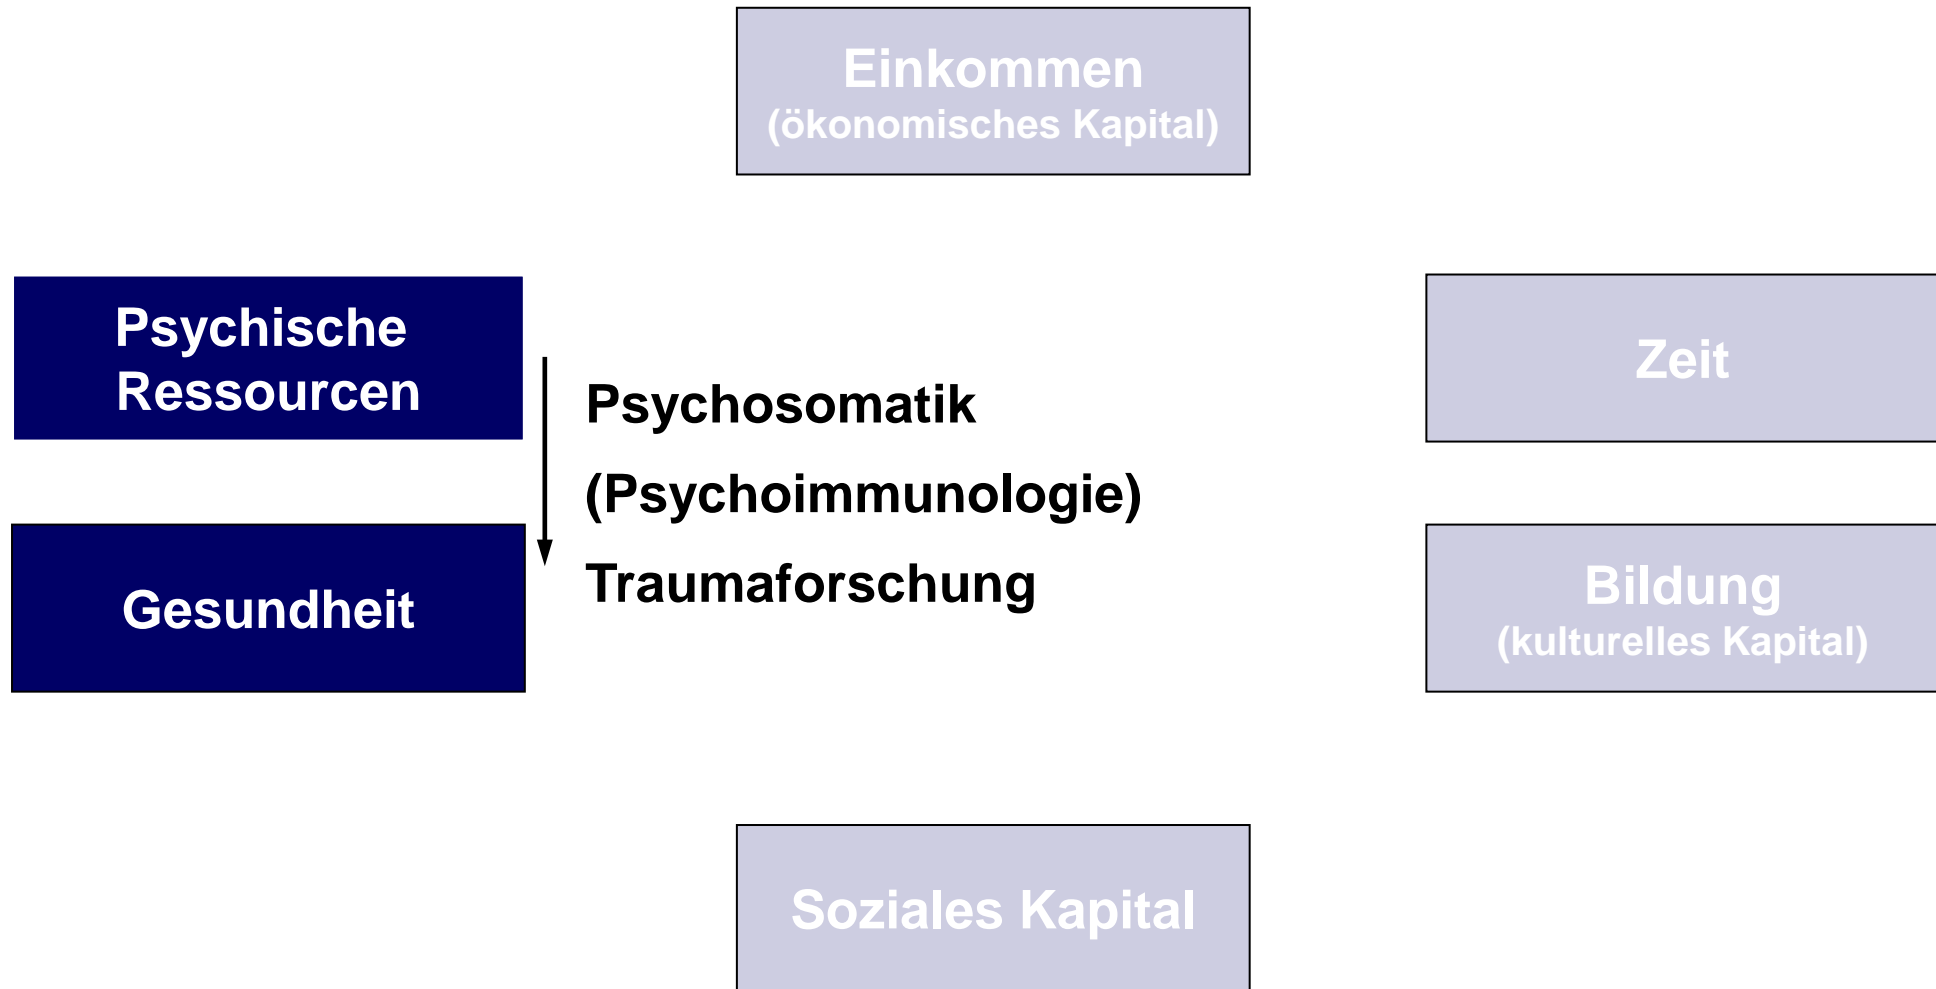 Einkommen
(ökonomisches Kapital)
Psychische
Ressourcen
Psychosomatik
(Psychoimmunologie)
Traumaforschung
Gesundheit
Zeit
Bildung
(kulturelles Kapital)
Soziales Kapital